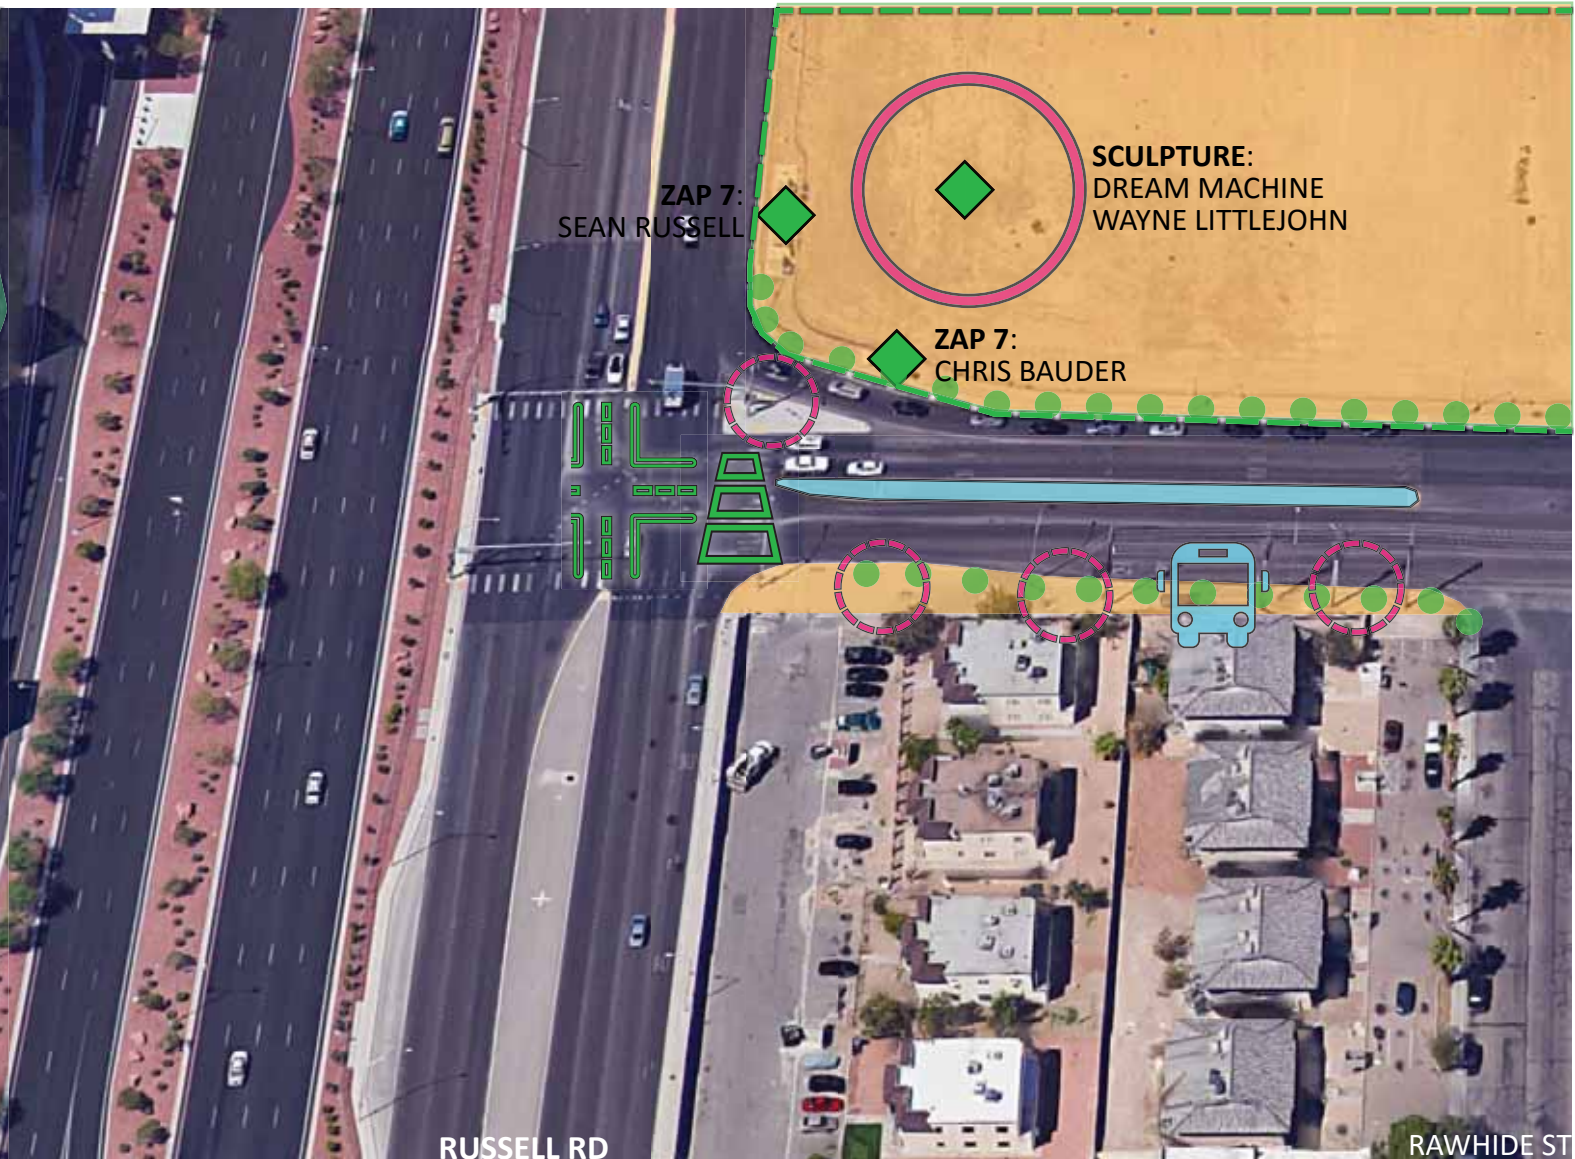 SCULPTURE:
DREAM MACHINE
WAYNE LITTLEJOHN
ZAP 7:
SEAN RUSSELL
ZAP 7:
CHRIS BAUDER
RUSSELL RD
RAWHIDE ST